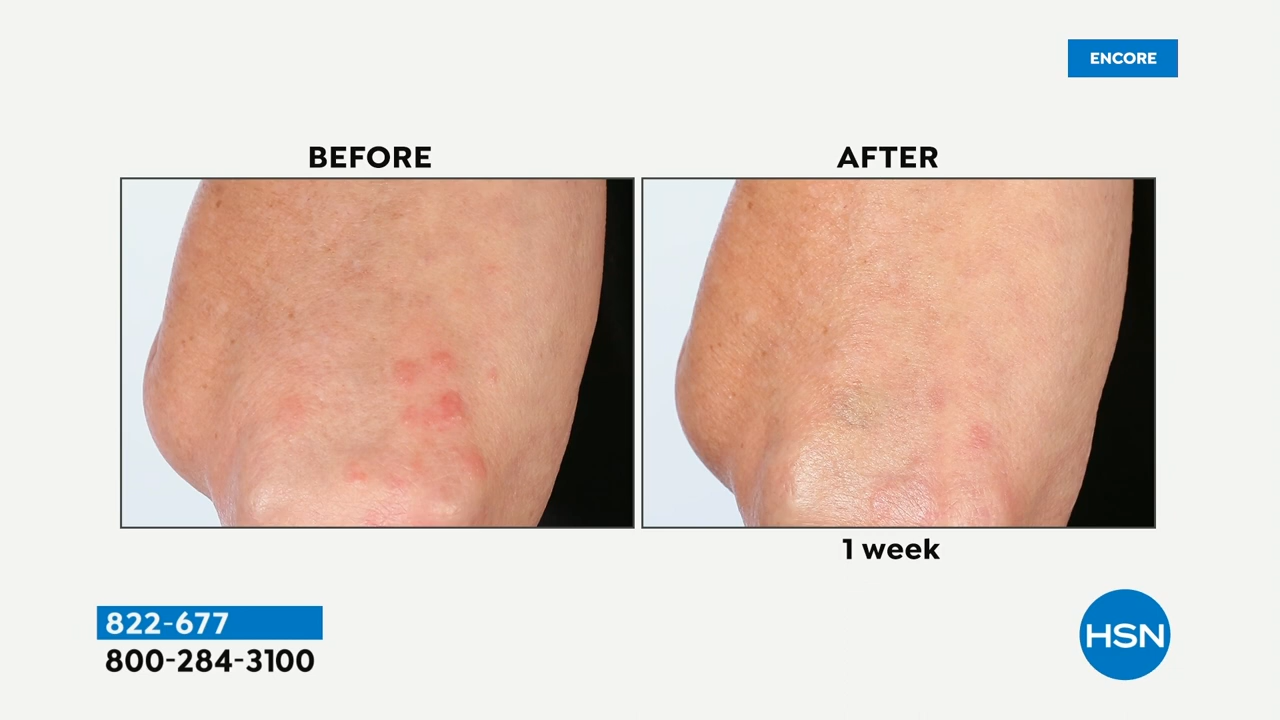 ENCORE
BEFORE
AFTER
1 week
822-677
800-284-3100
HSN